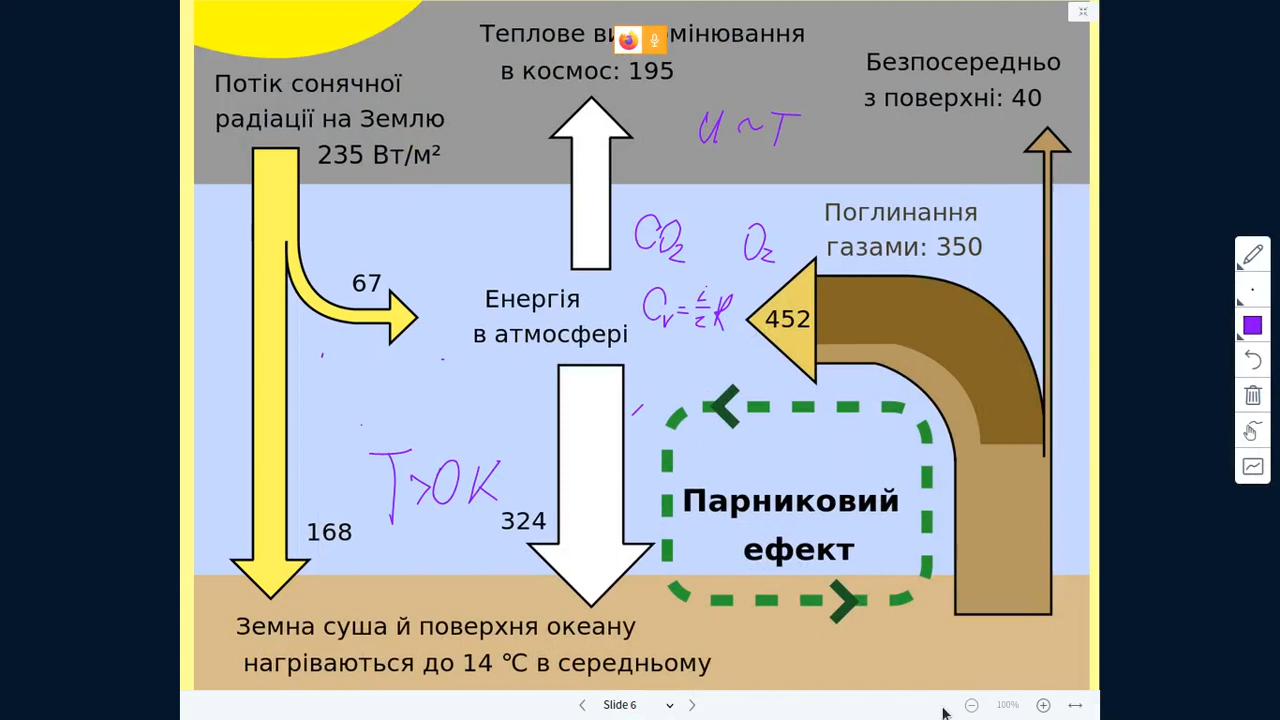 Теплове ви
мінювання
в космос: 195
Безпосередньо
з поверхні: 40
Потік сонячної
радіації на Землю
235 Вт/м²
u ~ T
Поглинання
газами: 350
CO₂ O₂
67
Енергія
в атмосфері
Cᵥ = i/2 R
452
T > 0 K
324
168
Парниковий
ефект
Земна суша й поверхня океану
нагріваються до 14 °C в середньому
Slide 6
100%